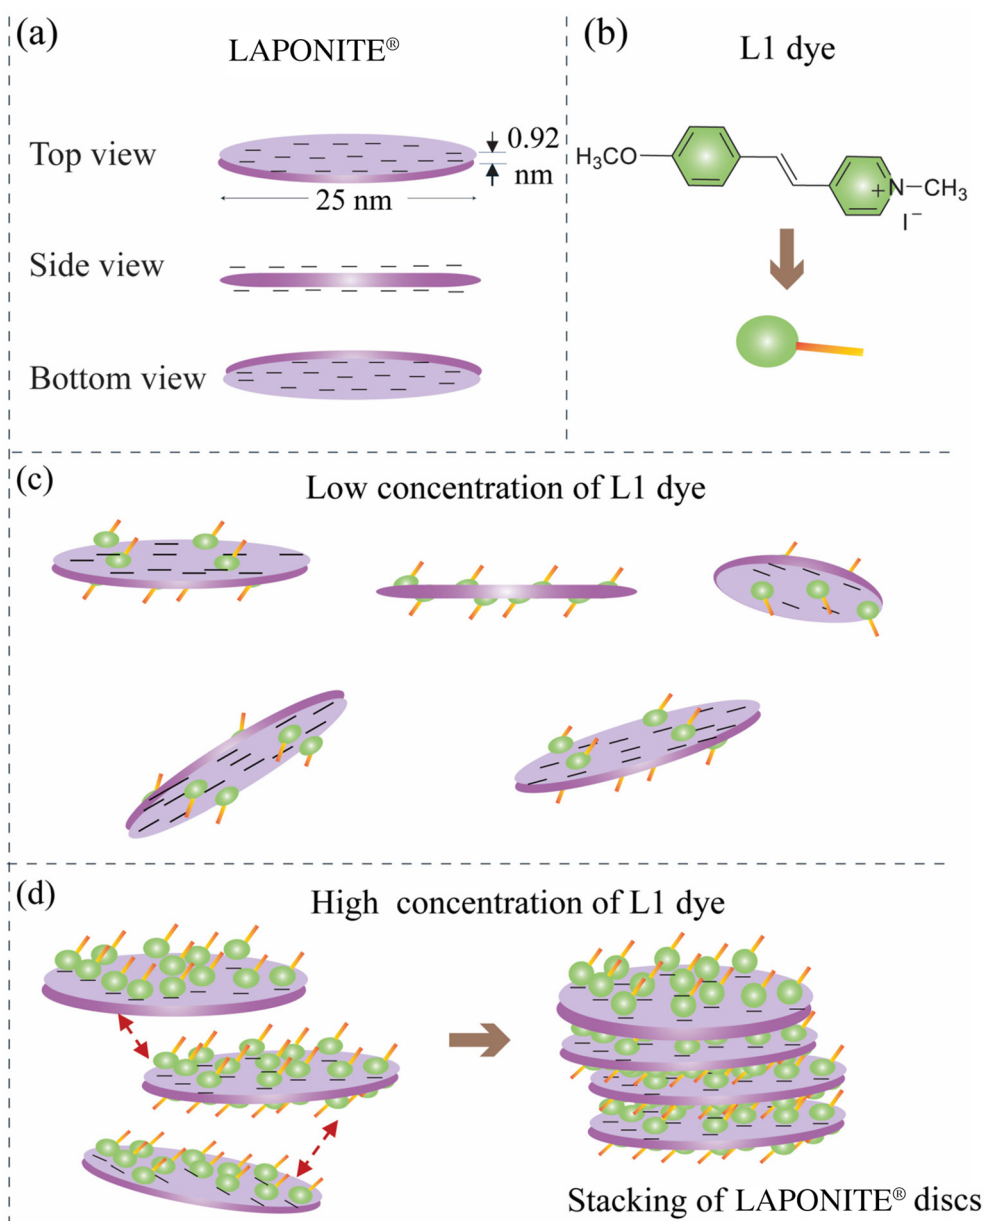 (a)
LAPONITE®
Top view
0.92
nm
25 nm
Side view
Bottom view
(b)
L1 dye
H₃CO
N
+
CH₃
I⁻
(c)
Low concentration of L1 dye
(d)
High concentration of L1 dye
Stacking of LAPONITE® discs